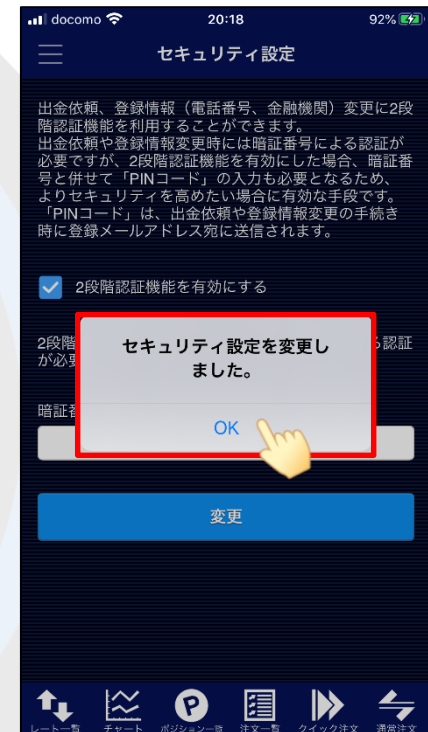 docomo 20:18 92%
セキュリティ設定
出金依頼、登録情報（電話番号、金融機関）変更に2段
階認証機能を利用することができます。
出金依頼や登録情報変更時には暗証番号による認証が
必要ですが、2段階認証機能を有効にした場合、暗証番
号と併せて「PINコード」の入力も必要となるため、
よりセキュリティを高めたい場合に有効な手段です。
「PINコード」は、出金依頼や登録情報変更の手続き
時に登録メールアドレス宛に送信されます。
2段階認証機能を有効にする
2段階
る認証
が必要
セキュリティ設定を変更し
ました。
暗証番
OK
変更
P
レート一覧 チャート ポジション一覧 注文一覧 クイック注文 通常注文